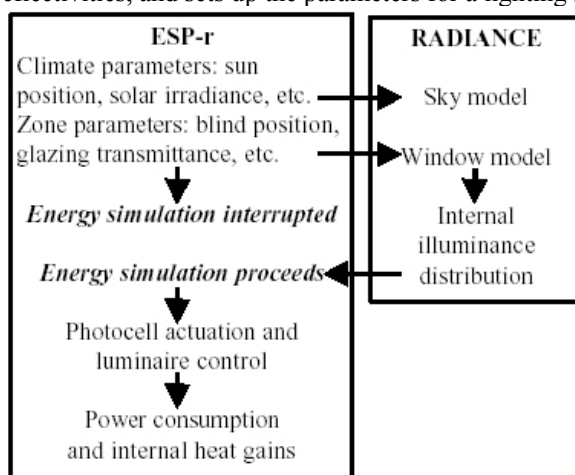 and sets up the parameters for a lighting
ESP-r
Climate parameters: sun
position, solar irradiance, etc.
Zone parameters: blind position,
glazing transmittance, etc.
Energy simulation interrupted
Energy simulation proceeds
Photocell actuation and
luminaire control
Power consumption
and internal heat gains
RADIANCE
Sky model
Window model
Internal
illuminance
distribution